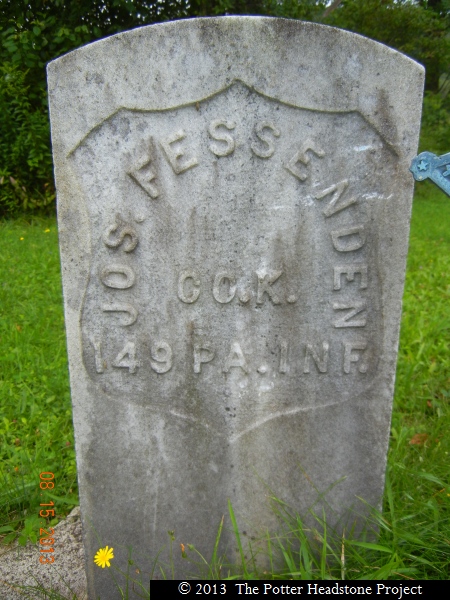 JOS. FESSENDEN
CO.K.
149 PA.INF.
08 15 2013
© 2013 The Potter Headstone Project